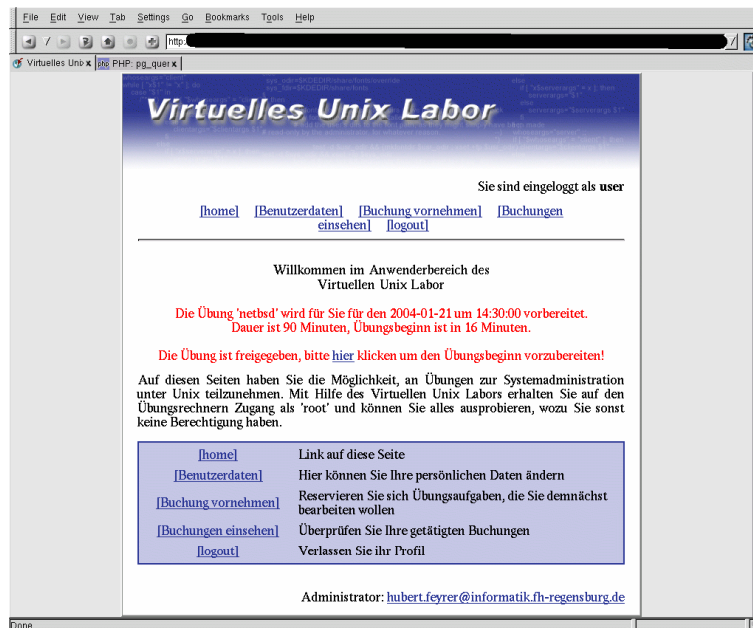 File Edit View Tab Settings Go Bookmarks Tools Help
http:
Virtuelles Uni x PHP: pg_quer x
Virtuelles Unix Labor
Sie sind eingeloggt als user
[home] [Benutzerdaten] [Buchung vornehmen] [Buchungen
einsehen] [logout]
Willkommen im Anwenderbereich des
Virtuellen Unix Labor
Die Übung 'netbsd' wird für Sie für den 2004-01-21 um 14:30:00 vorbereitet.
Dauer ist 90 Minuten, Übungsbeginn ist in 16 Minuten.
Die Übung ist freigegeben, bitte hier klicken um den Übungsbeginn vorzubereiten!
Auf diesen Seiten haben Sie die Möglichkeit, an Übungen zur Systemadministration
unter Unix teilzunehmen. Mit Hilfe des Virtuellen Unix Labors erhalten Sie auf den
Übungsrechnern Zugang als 'root' und können Sie alles ausprobieren, wozu Sie sonst
keine Berechtigung haben.
[home] Link auf diese Seite
[Benutzerdaten] Hier können Sie Ihre persönlichen Daten ändern
[Buchung vornehmen] Reservieren Sie sich Übungsaufgaben, die Sie demnächst
bearbeiten wollen
[Buchungen einsehen] Überprüfen Sie Ihre getätigten Buchungen
[logout] Verlassen Sie ihr Profil
Administrator: hubert.feyrer@informatik.fh-regensburg.de
Done